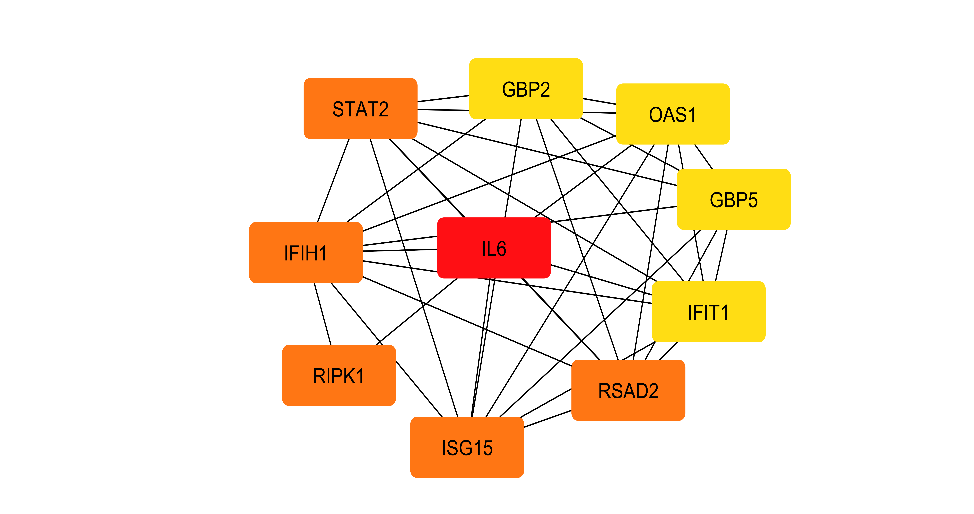 GBP2
STAT2
OAS1
GBP5
IL6
IFIH1
IFIT1
RIPK1
RSAD2
ISG15